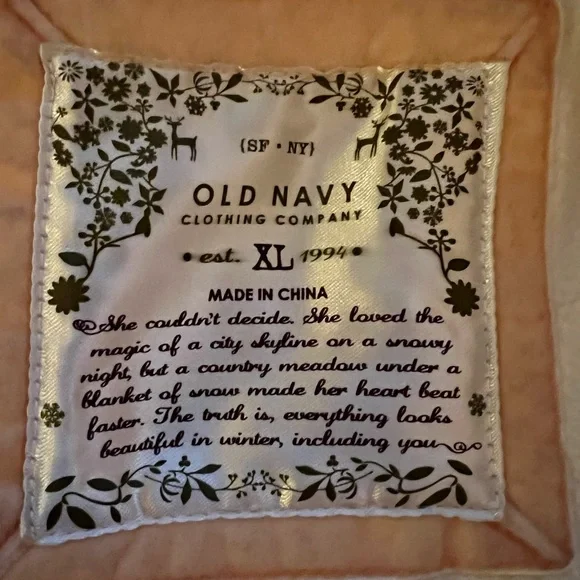 {SF • NY}
OLD NAVY
CLOTHING COMPANY
• est. XL 1994 •
MADE IN CHINA
She couldn't decide. She loved the
magic of a city skyline on a snowy
night, but a country meadow under a
blanket of snow made her heart beat
faster. The truth is, everything looks
beautiful in winter, including you